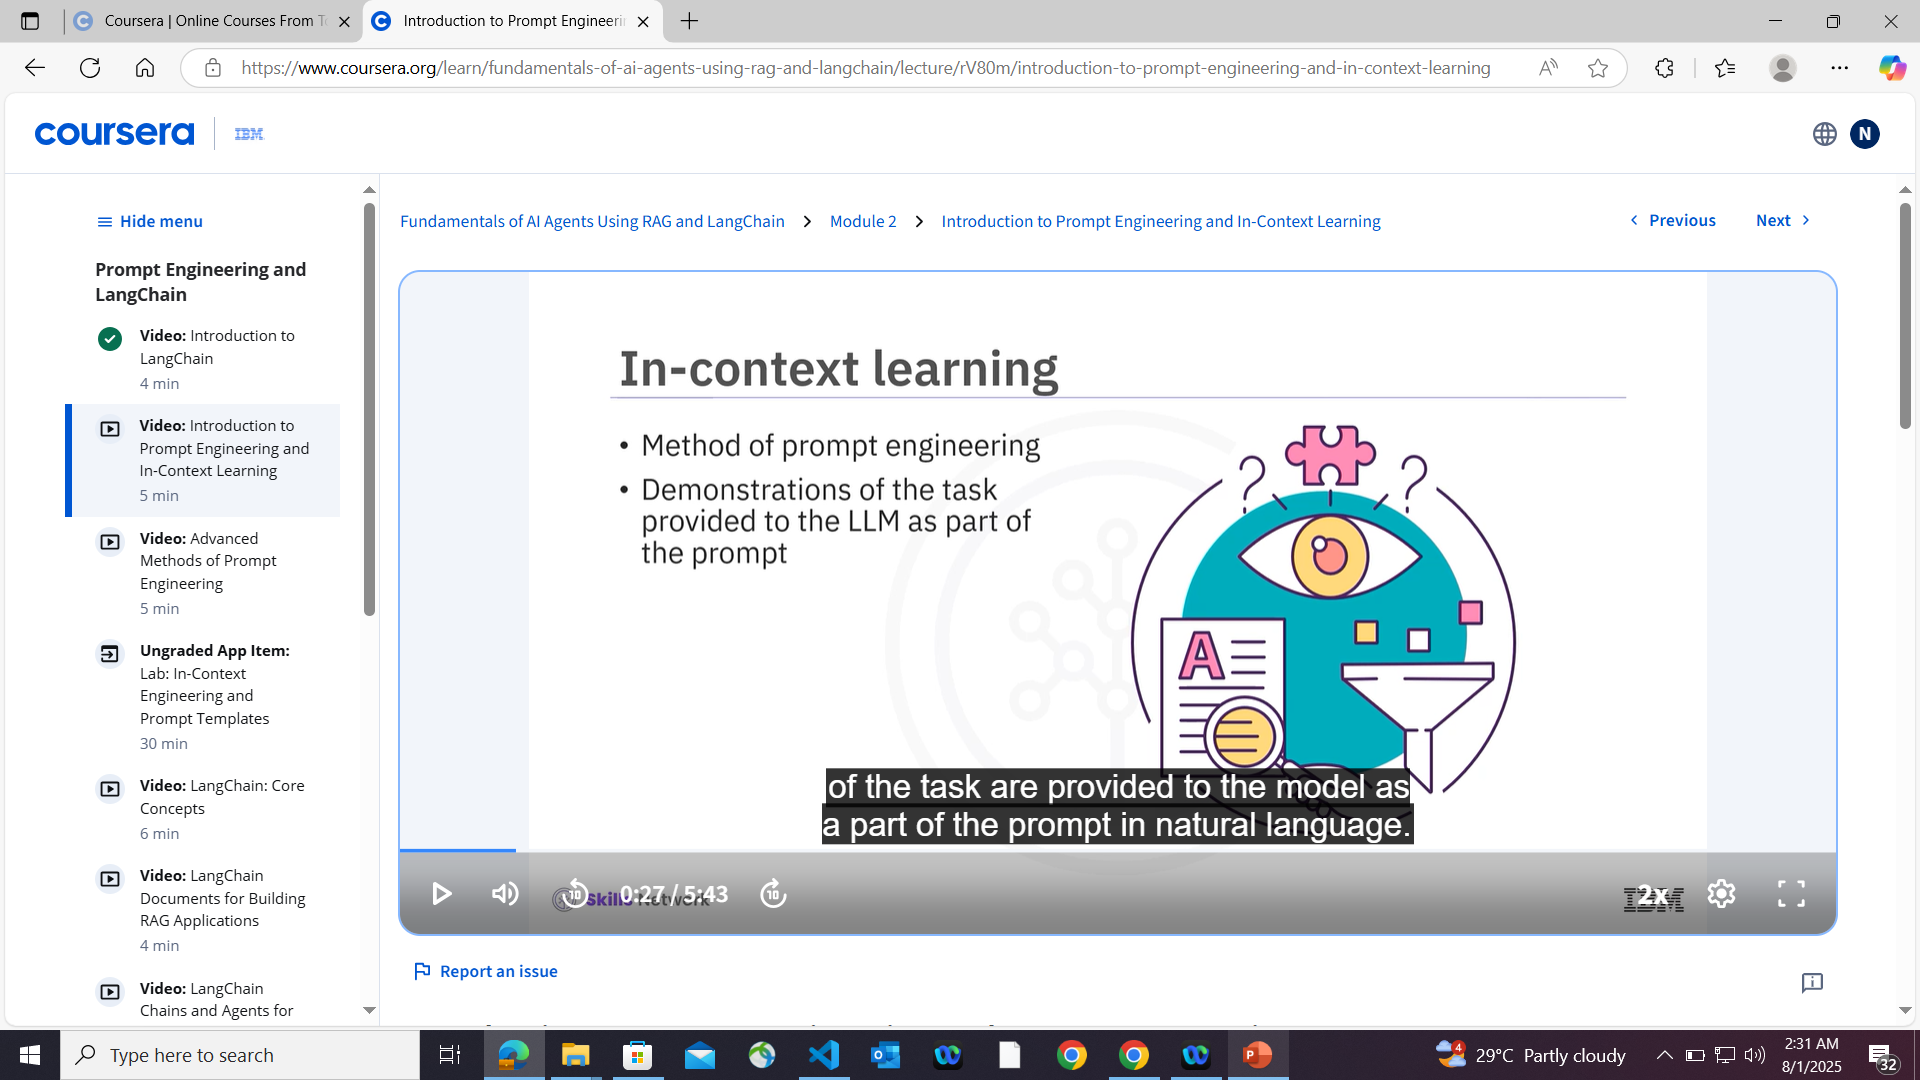 Coursera | Online Courses From To
Introduction to Prompt Engineerin
https://www.coursera.org/learn/fundamentals-of-ai-agents-using-rag-and-langchain/lecture/rV80m/introduction-to-prompt-engineering-and-in-context-learning
coursera
IBM
N
Hide menu
Prompt Engineering and
LangChain
Video: Introduction to
LangChain
4 min
Video: Introduction to
Prompt Engineering and
In-Context Learning
5 min
Video: Advanced
Methods of Prompt
Engineering
5 min
Ungraded App Item:
Lab: In-Context
Engineering and
Prompt Templates
30 min
Video: LangChain: Core
Concepts
6 min
Video: LangChain
Documents for Building
RAG Applications
4 min
Video: LangChain
Chains and Agents for
Fundamentals of AI Agents Using RAG and LangChain
Module 2
Introduction to Prompt Engineering and In-Context Learning
Previous
Next
In-context learning
• Method of prompt engineering
• Demonstrations of the task
provided to the LLM as part of
the prompt
A
of the task are provided to the model as
a part of the prompt in natural language.
10
Skills Network
0:27 / 5:43
10
IBM
2x
Report an issue
Type here to search
29°C Partly cloudy
2:31 AM
8/1/2025
32